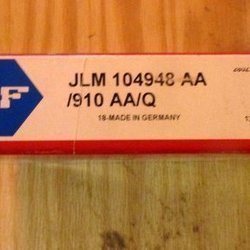 F
JLM 104948 AA
/910 AA/Q
18-MADE IN GERMANY